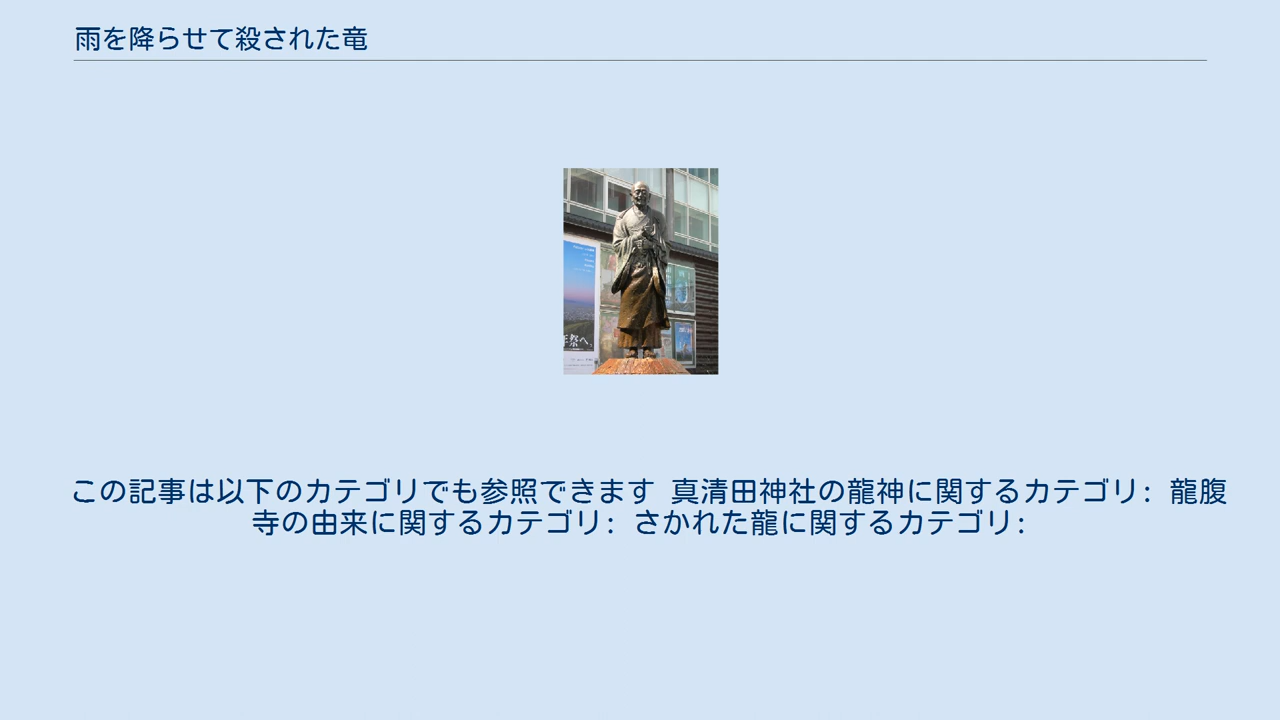 雨を降らせて殺された竜
祭へ
この記事は以下のカテゴリでも参照できます 真清田神社の龍神に関するカテゴリ: 龍腹
寺の由来に関するカテゴリ: さかれた龍に関するカテゴリ: